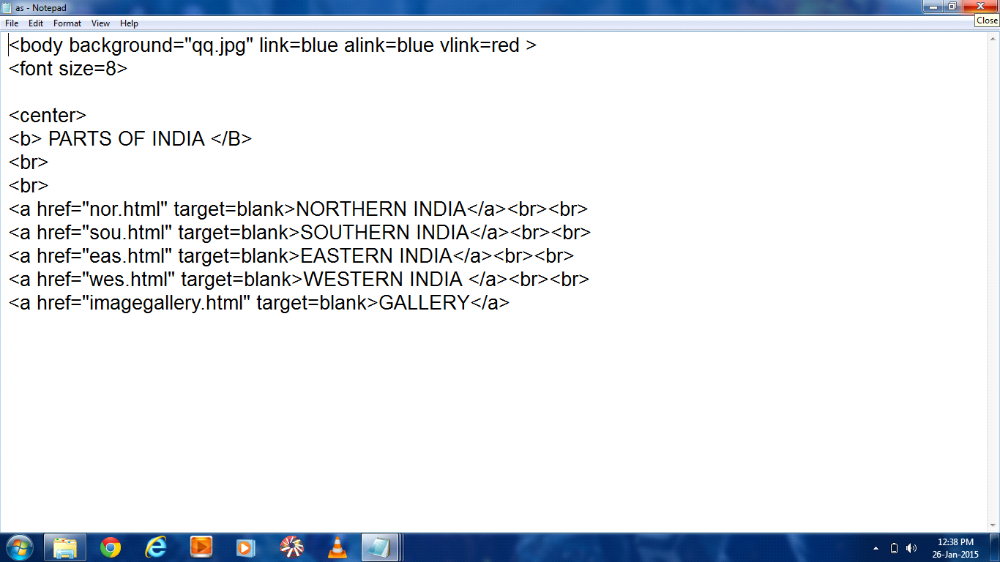 as - Notepad
File Edit Format View Help
Close
<body background="qq.jpg" link=blue alink=blue vlink=red >
<font size=8>
<center>
<b> PARTS OF INDIA </B>
<br>
<br>
<a href="nor.html" target=blank>NORTHERN INDIA</a><br><br>
<a href="sou.html" target=blank>SOUTHERN INDIA</a><br><br>
<a href="eas.html" target=blank>EASTERN INDIA</a><br><br>
<a href="wes.html" target=blank>WESTERN INDIA </a><br><br>
<a href="imagegallery.html" target=blank>GALLERY</a>
12:38 PM
26-Jan-2015